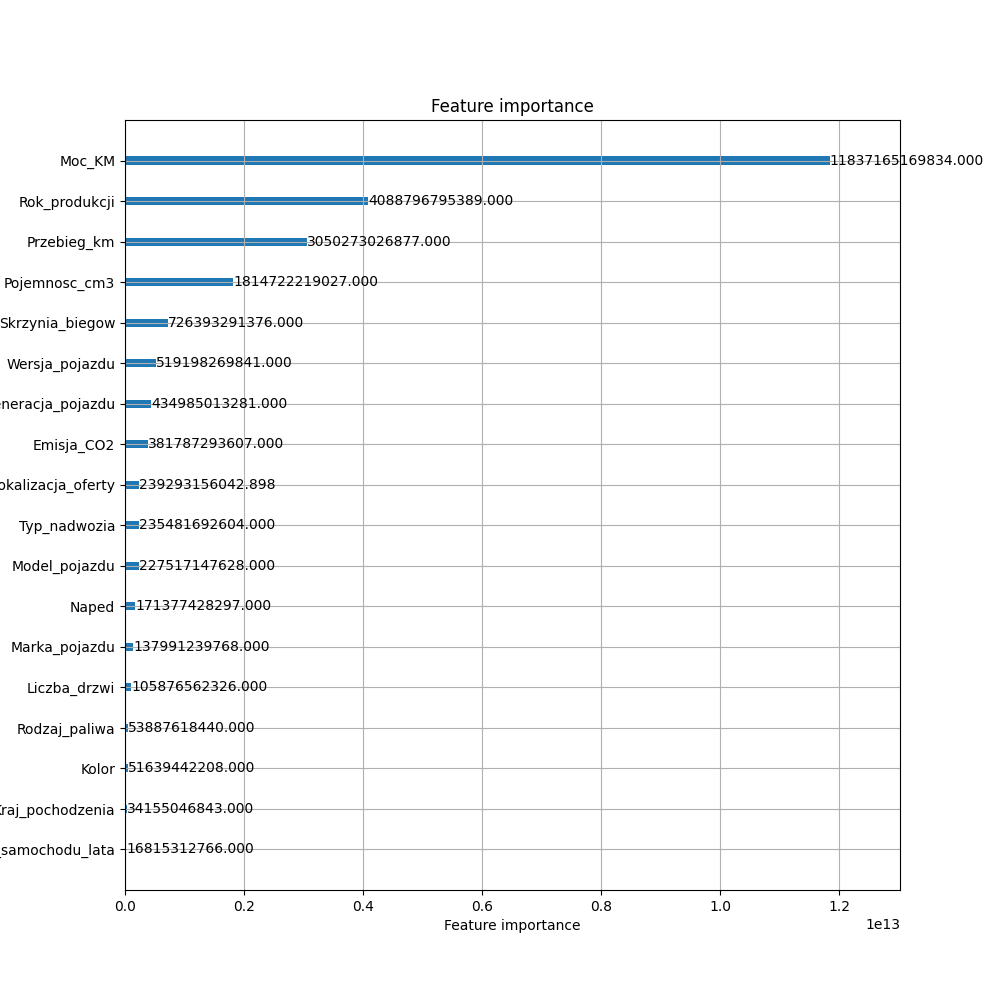 Feature importance
Moc_KM 11837165169834.000
Rok_produkcji 4088796795389.000
Przebieg_km 3050273026877.000
Pojemnosc_cm3 1814722219027.000
Skrzynia_biegow 726393291376.000
Wersja_pojazdu 519198269841.000
eneracja_pojazdu 434985013281.000
Emisja_CO2 381787293607.000
okalizacja_oferty 239293156042.898
Typ_nadwozia 235481692604.000
Model_pojazdu 227517147628.000
Naped 171377428297.000
Marka_pojazdu 137991239768.000
Liczba_drzwi 105876562326.000
Rodzaj_paliwa 53887618440.000
Kolor 51639442208.000
Kraj_pochodzenia 34155046843.000
_samochodu_lata 16815312766.000
0.0 0.2 0.4 0.6 0.8 1.0 1.2
1e13
Feature importance